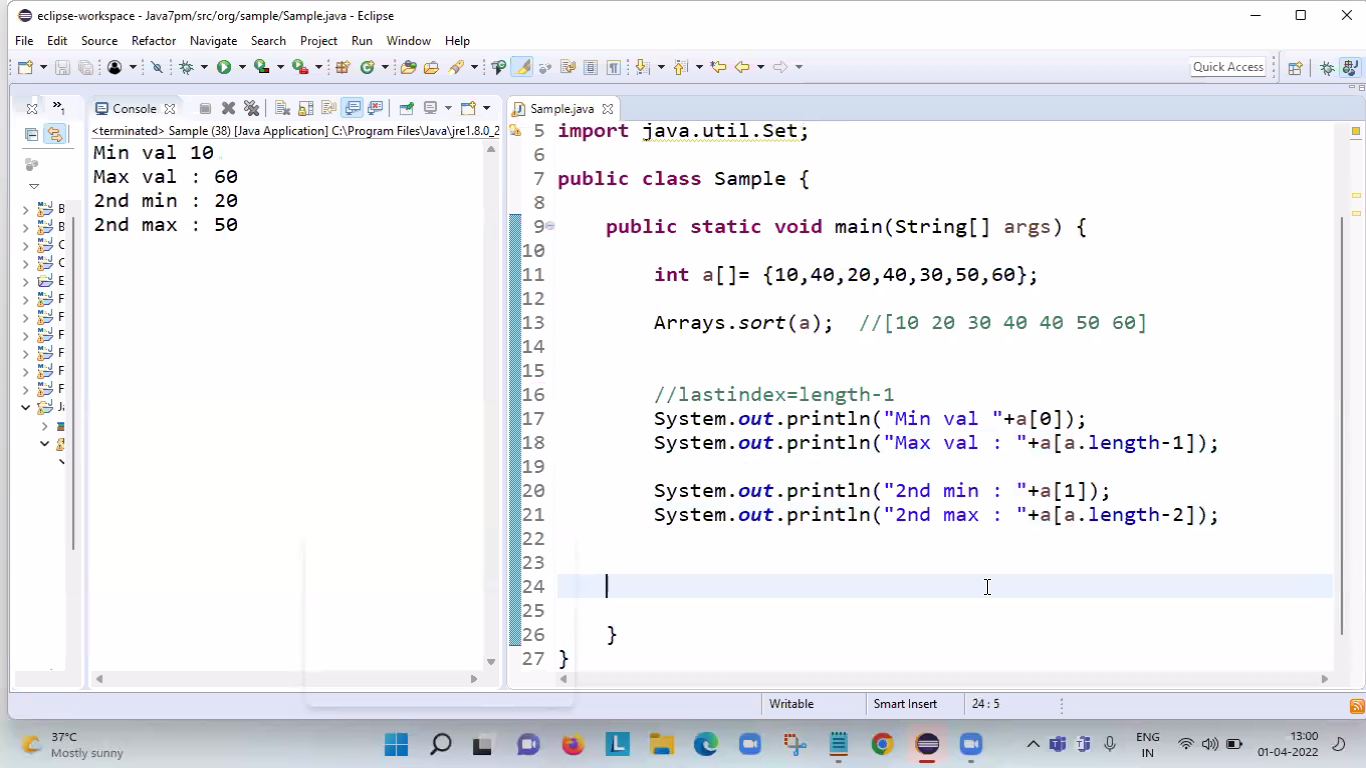 eclipse-workspace - Java7pm/src/org/sample/Sample.java - Eclipse
File Edit Source Refactor Navigate Search Project Run Window Help
Quick Access
»1
Console
Sample.java
<terminated> Sample (38) [Java Application] C:\Program Files\Java\jre1.8.0_2
Min val 10
Max val : 60
2nd min : 20
2nd max : 50
B
B
C
C
E
F
F
F
F
F
F
5 import java.util.Set;
6
7 public class Sample {
8
9 public static void main(String[] args) {
10
11 int a[]= {10,40,20,40,30,50,60};
12
13 Arrays.sort(a); //[10 20 30 40 40 50 60]
14
15
16 //lastindex=length-1
17 System.out.println("Min val "+a[0]);
18 System.out.println("Max val : "+a[a.length-1]);
19
20 System.out.println("2nd min : "+a[1]);
21 System.out.println("2nd max : "+a[a.length-2]);
22
23
24
25
26 }
27 }
Writable Smart Insert 24 : 5
37°C
Mostly sunny
L
ENG
IN
13:00
01-04-2022